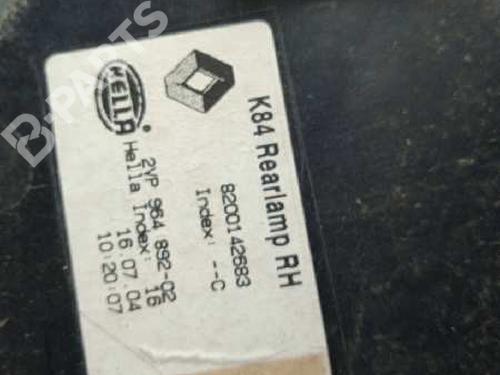 B-PARTS
HELLA
K84 Rearlamp RH
8200142683
Index: --C
2VP 964 892-02
Hella Index: 16
16.07.04
10:20:07